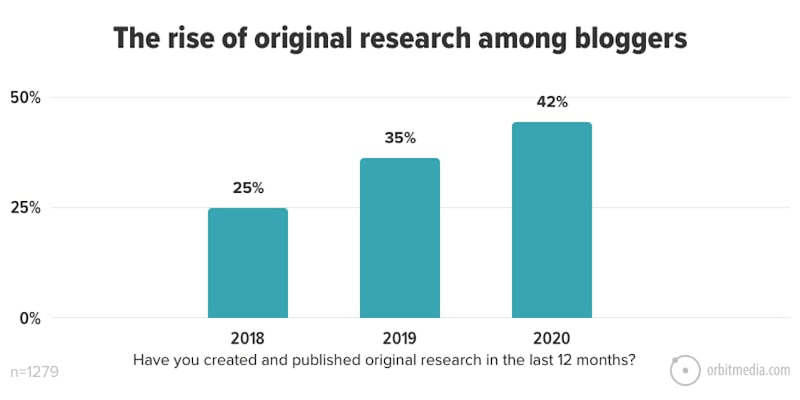 The rise of original research among bloggers
50%
42%
35%
25%
25%
0%
2018 2019 2020
Have you created and published original research in the last 12 months?
n=1279
orbitmedia.com